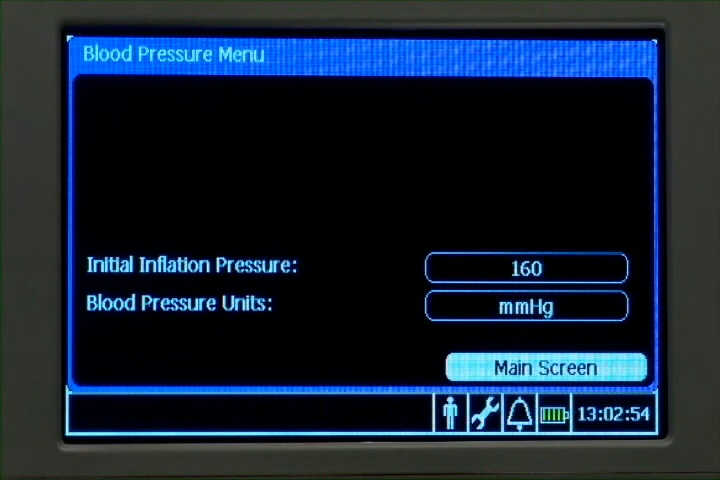 Blood Pressure Menu
Initial Inflation Pressure: 160
Blood Pressure Units: mmHg
Main Screen
13:02:54